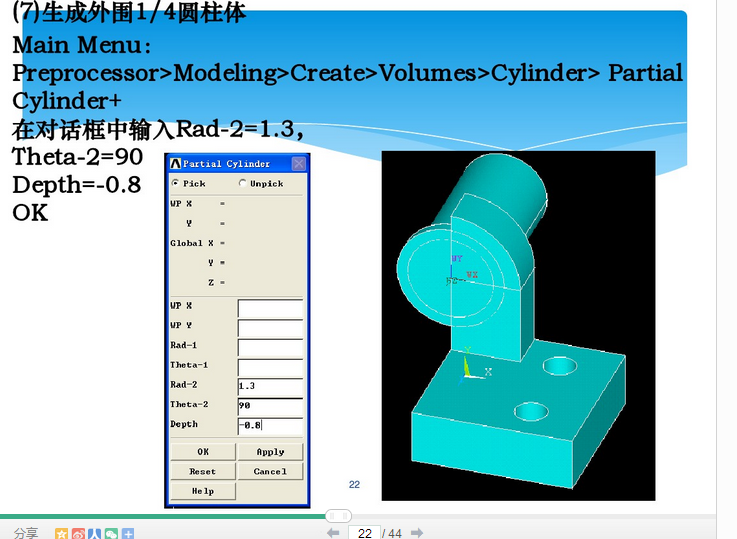 (7)生成外围1/4圆柱体
Main Menu:
Preprocessor>Modeling>Create>Volumes>Cylinder> Partial
Cylinder+
在对话框中输入Rad-2=1.3,
Theta-2=90
Depth=-0.8
OK
Partial Cylinder
Pick Unpick
WP X =
Y =
Global X =
Y =
Z =
WP X
WP Y
Rad-1
Theta-1
Rad-2 1.3
Theta-2 90
Depth -0.8
OK Apply
Reset Cancel
Help
WY
WX
Y
X
22
分享
22 / 44